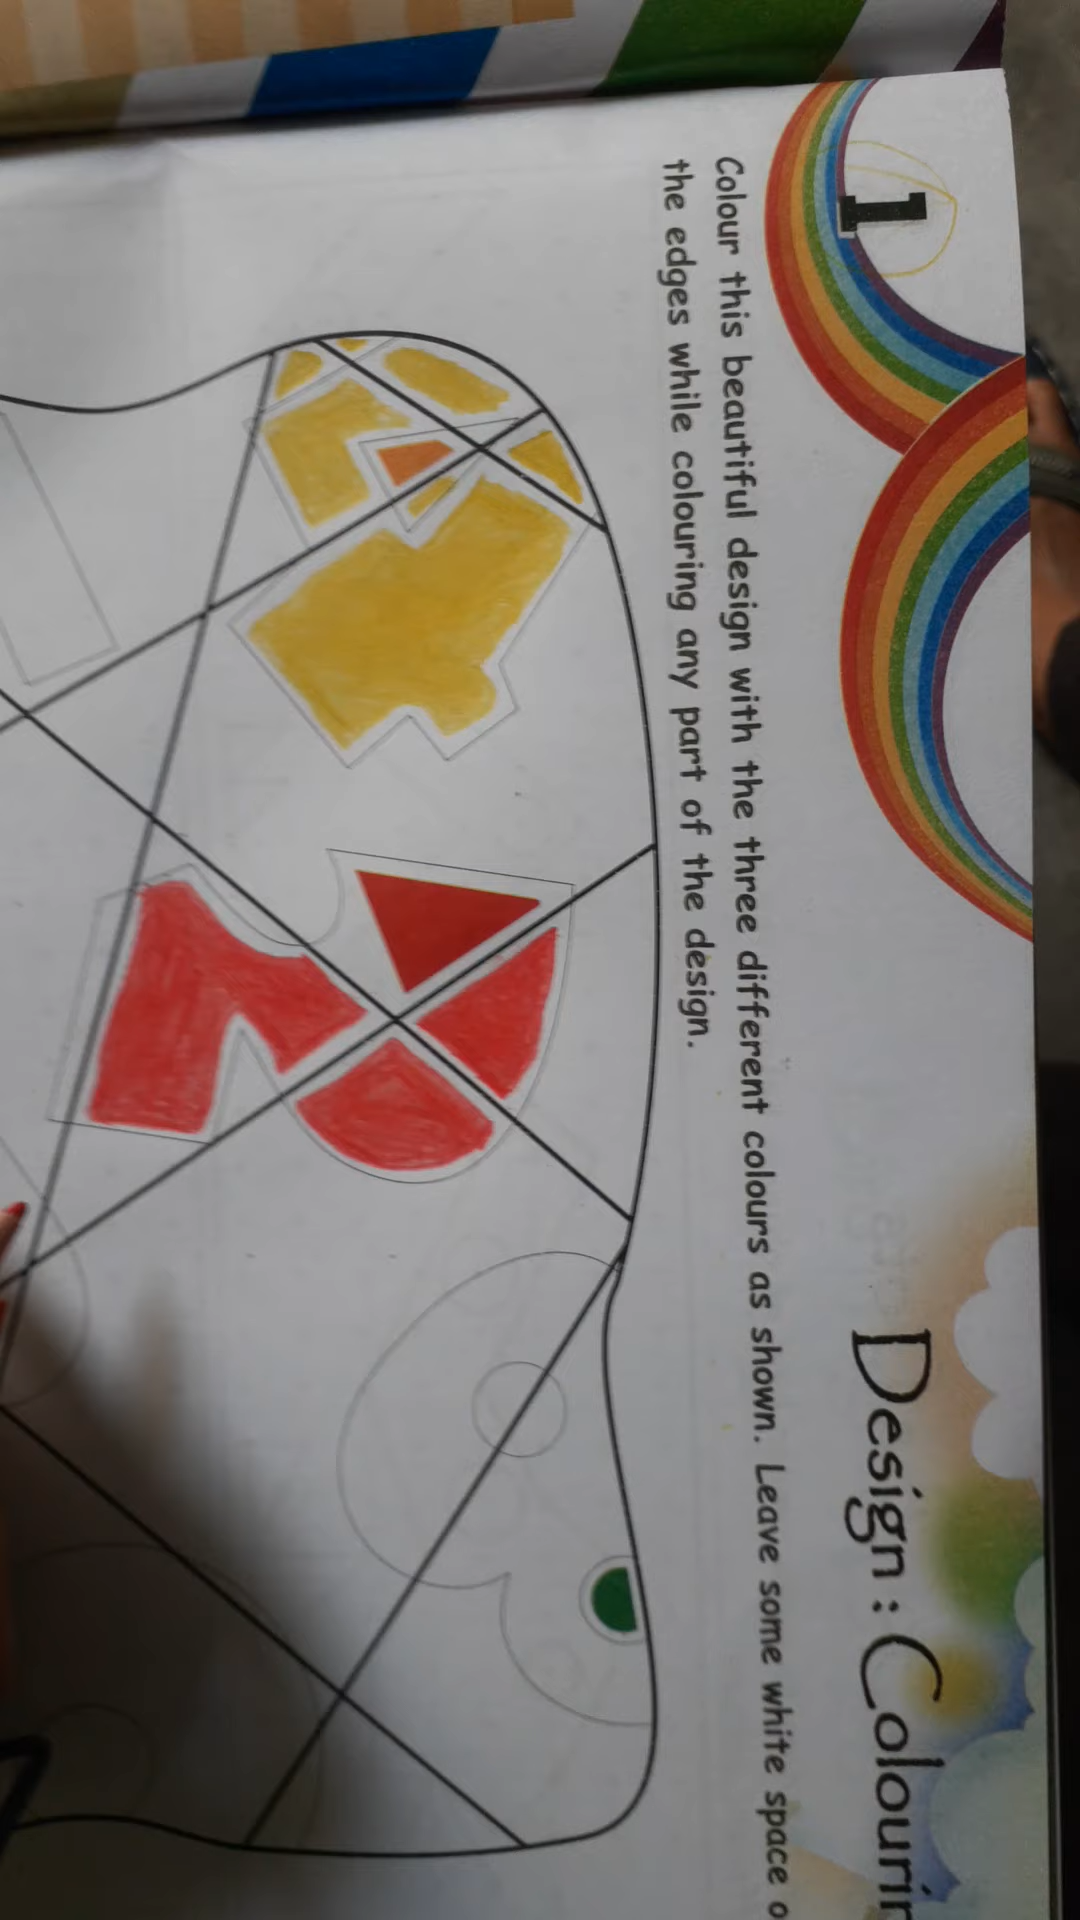 1
Design : Colourin
Colour this beautiful design with the three different colours as shown. Leave some white space o
the edges while colouring any part of the design.